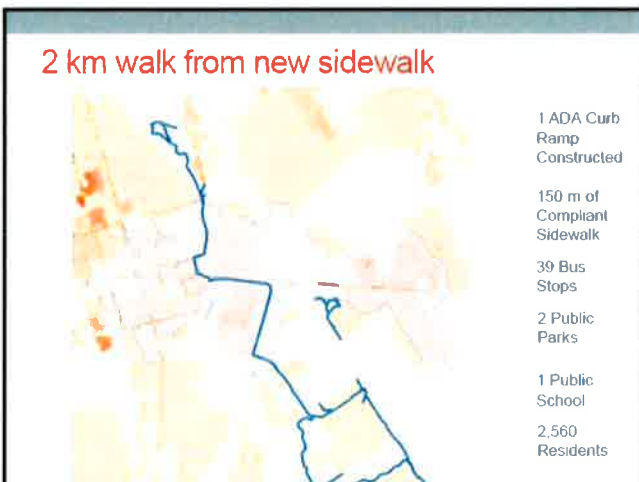 2 km walk from new sidewalk
1 ADA Curb
Ramp
Constructed
150 m of
Compliant
Sidewalk
39 Bus
Stops
2 Public
Parks
1 Public
School
2,560
Residents